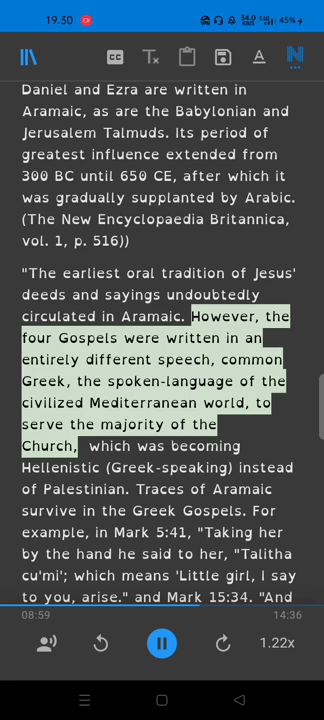 19.30
34.0
45%
CC
Daniel and Ezra are written in
Aramaic, as are the Babylonian and
Jerusalem Talmuds. Its period of
greatest influence extended from
300 BC until 650 CE, after which it
was gradually supplanted by Arabic.
(The New Encyclopaedia Britannica,
vol. 1, p. 516))
"The earliest oral tradition of Jesus'
deeds and sayings undoubtedly
circulated in Aramaic. However, the
four Gospels were written in an
entirely different speech, common
Greek, the spoken-language of the
civilized Mediterranean world, to
serve the majority of the
Church, which was becoming
Hellenistic (Greek-speaking) instead
of Palestinian. Traces of Aramaic
survive in the Greek Gospels. For
example, in Mark 5:41, "Taking her
by the hand he said to her, "Talitha
cu'mi'; which means 'Little girl, I say
to you, arise." and Mark 15:34. "And
08:59 14:36
1.22x